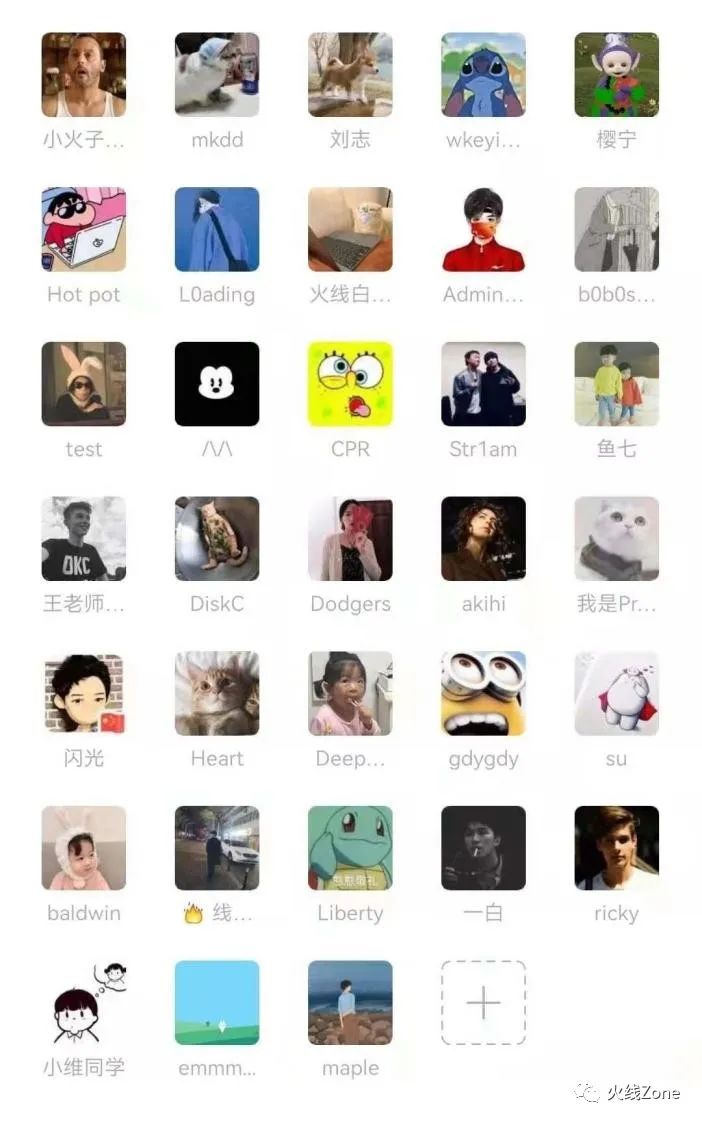 小火子... mkdd 刘志 wkeyi... 樱宁
Hot pot L0ading 火线白... Admin... b0b0s...
OKC
test /\/\ CPR Str1am 鱼七
王老师... DiskC Dodgers akihi 我是Pr...
闪光 Heart Deep... gdygdy su
baldwin 🔥 线... Liberty 一白 ricky
小维同学 emmm... maple
火线Zone